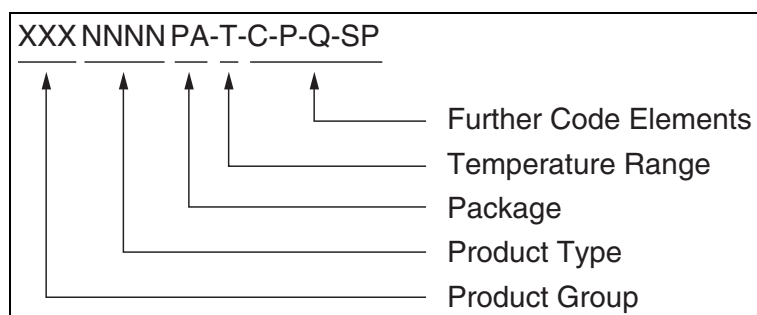 XXX NNNN PA-T-C-P-Q-SP
Further Code Elements
Temperature Range
Package
Product Type
Product Group